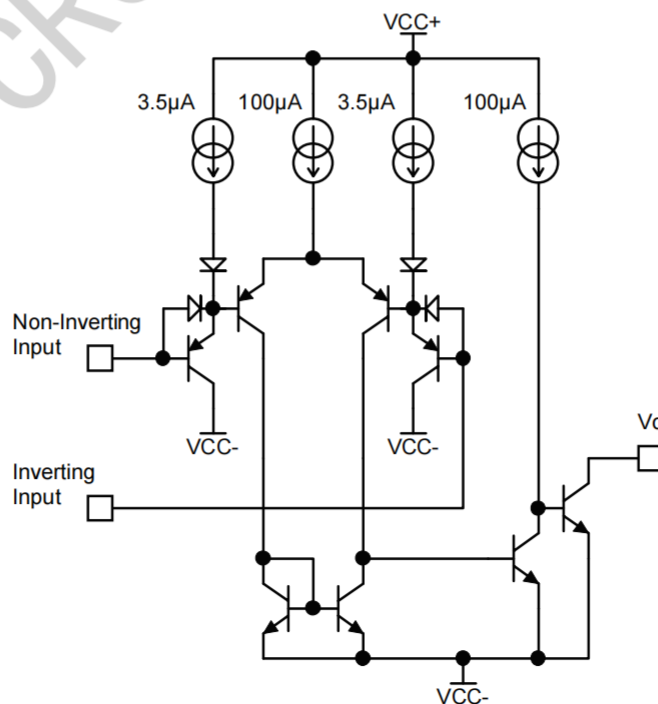 VCC+
3.5µA 100µA 3.5µA 100µA
Non-Inverting
Input
VCC- VCC-
Inverting
Input
VCC-